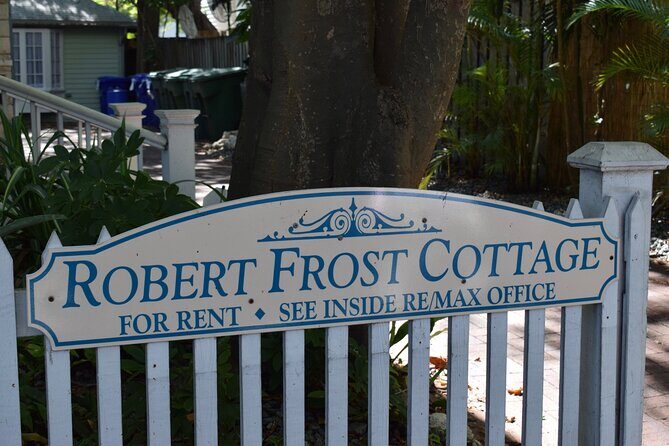 ROBERT FROST COTTAGE
FOR RENT ◆ SEE INSIDE RE/MAX OFFICE